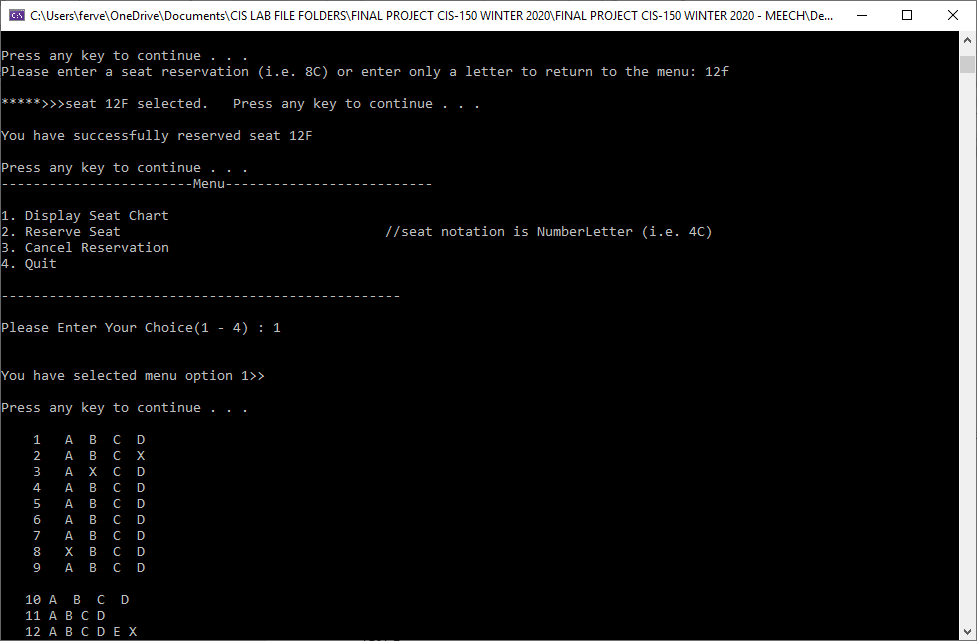 C:\Users\ferve\OneDrive\Documents\CIS LAB FILE FOLDERS\FINAL PROJECT CIS-150 WINTER 2020\FINAL PROJECT CIS-150 WINTER 2020 - MEECH\De...
Press any key to continue . . .
Please enter a seat reservation (i.e. 8C) or enter only a letter to return to the menu: 12f
*****>>>seat 12F selected.   Press any key to continue . . .
You have successfully reserved seat 12F
Press any key to continue . . .
------------------------Menu--------------------------
1. Display Seat Chart
2. Reserve Seat                                 //seat notation is NumberLetter (i.e. 4C)
3. Cancel Reservation
4. Quit
--------------------------------------------------
Please Enter Your Choice(1 - 4) : 1
You have selected menu option 1>>
Press any key to continue . . .
1   A  B  C  D
2   A  B  C  X
3   A  X  C  D
4   A  B  C  D
5   A  B  C  D
6   A  B  C  D
7   A  B  C  D
8   X  B  C  D
9   A  B  C  D
10 A  B  C  D
11 A B C D
12 A B C D E X